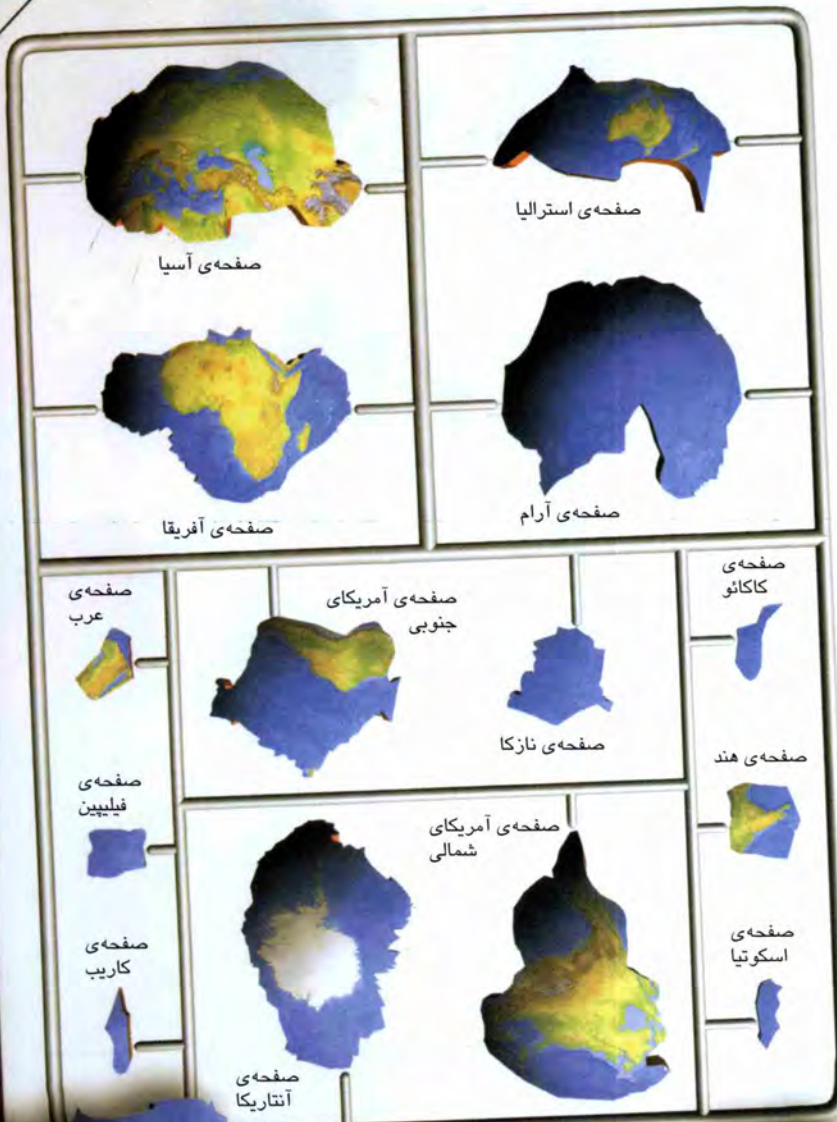 صفحه‌ی استرالیا
صفحه‌ی آسیا
صفحه‌ی آرام
صفحه‌ی آفریقا
صفحه‌ی
کاکائو
صفحه‌ی آمریکای
جنوبی
صفحه‌ی
عرب
صفحه‌ی نازکا
صفحه‌ی هند
صفحه‌ی
فیلیپین
صفحه‌ی آمریکای
شمالی
صفحه‌ی
اسکوتیا
صفحه‌ی
کاریب
صفحه‌ی
آنتاریکا